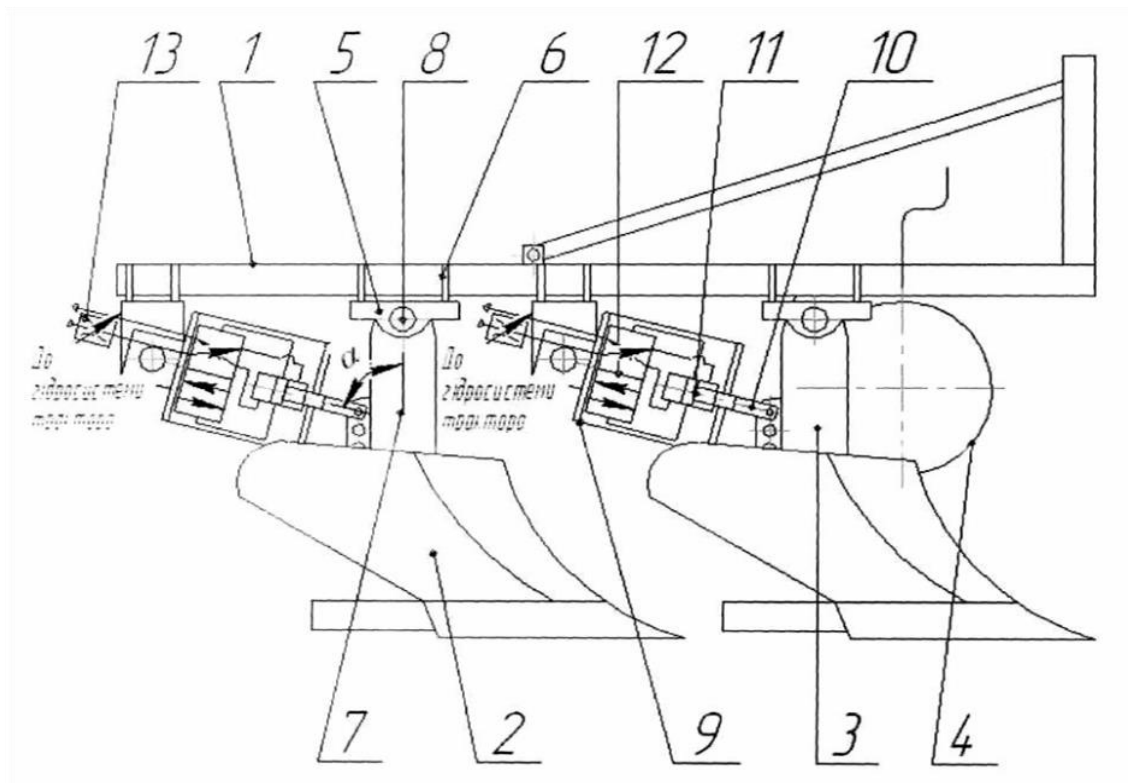 13 1 5 8 6 12 11 10
До
гідросистеми
трактора
α
До
гідросистеми
трактора
7 2 9 3 4